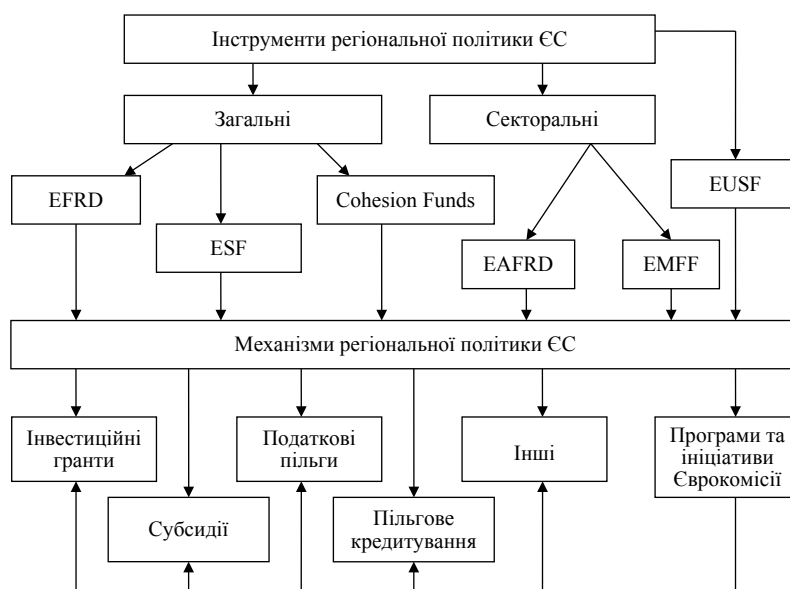 Інструменти регіональної політики ЄС
Загальні
Секторальні
EFRD
Cohesion Funds
EUSF
ESF
EAFRD
EMFF
Механізми регіональної політики ЄС
Інвестиційні
гранти
Податкові
пільги
Інші
Програми та
ініціативи
Єврокомісії
Субсидії
Пільгове
кредитування